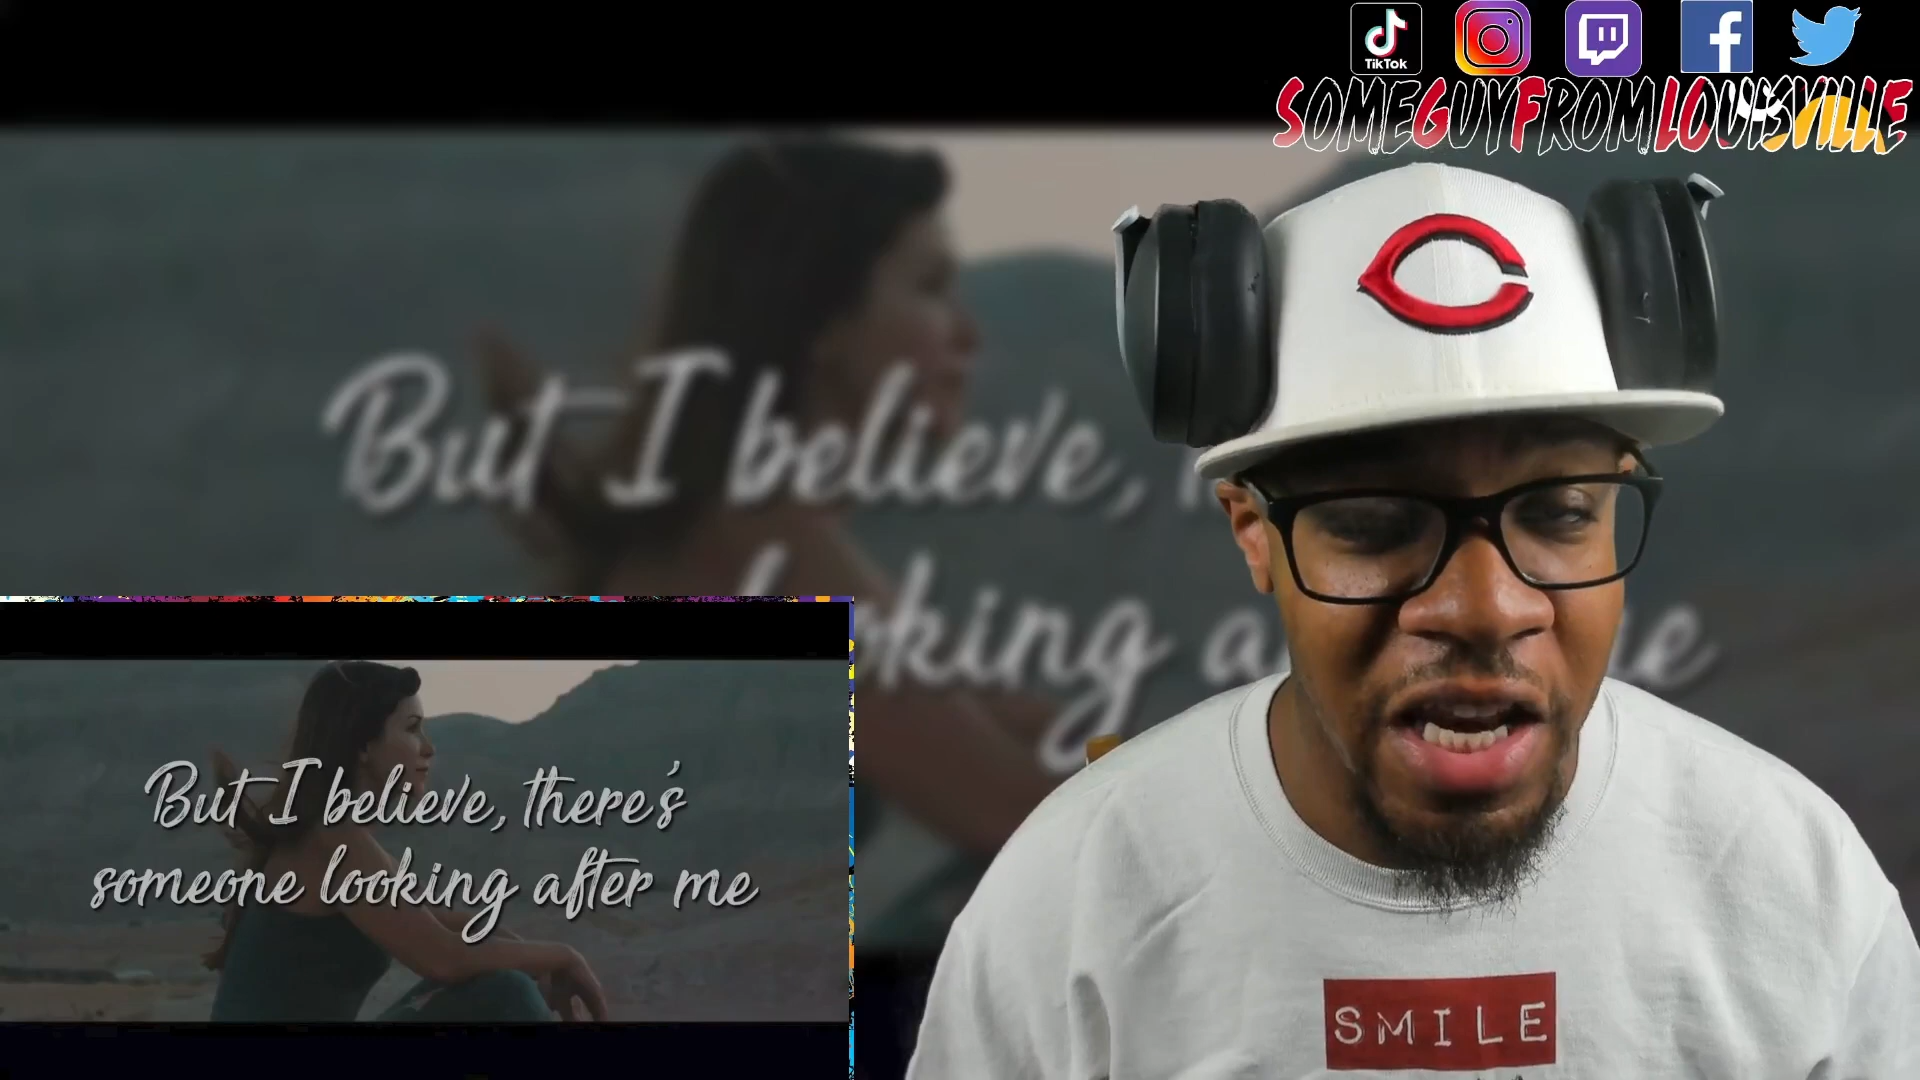 TikTok
SOMEGUYFROMLOUISVILLE
But I believe,
oking
But I believe, there's
someone looking after me
SMILE